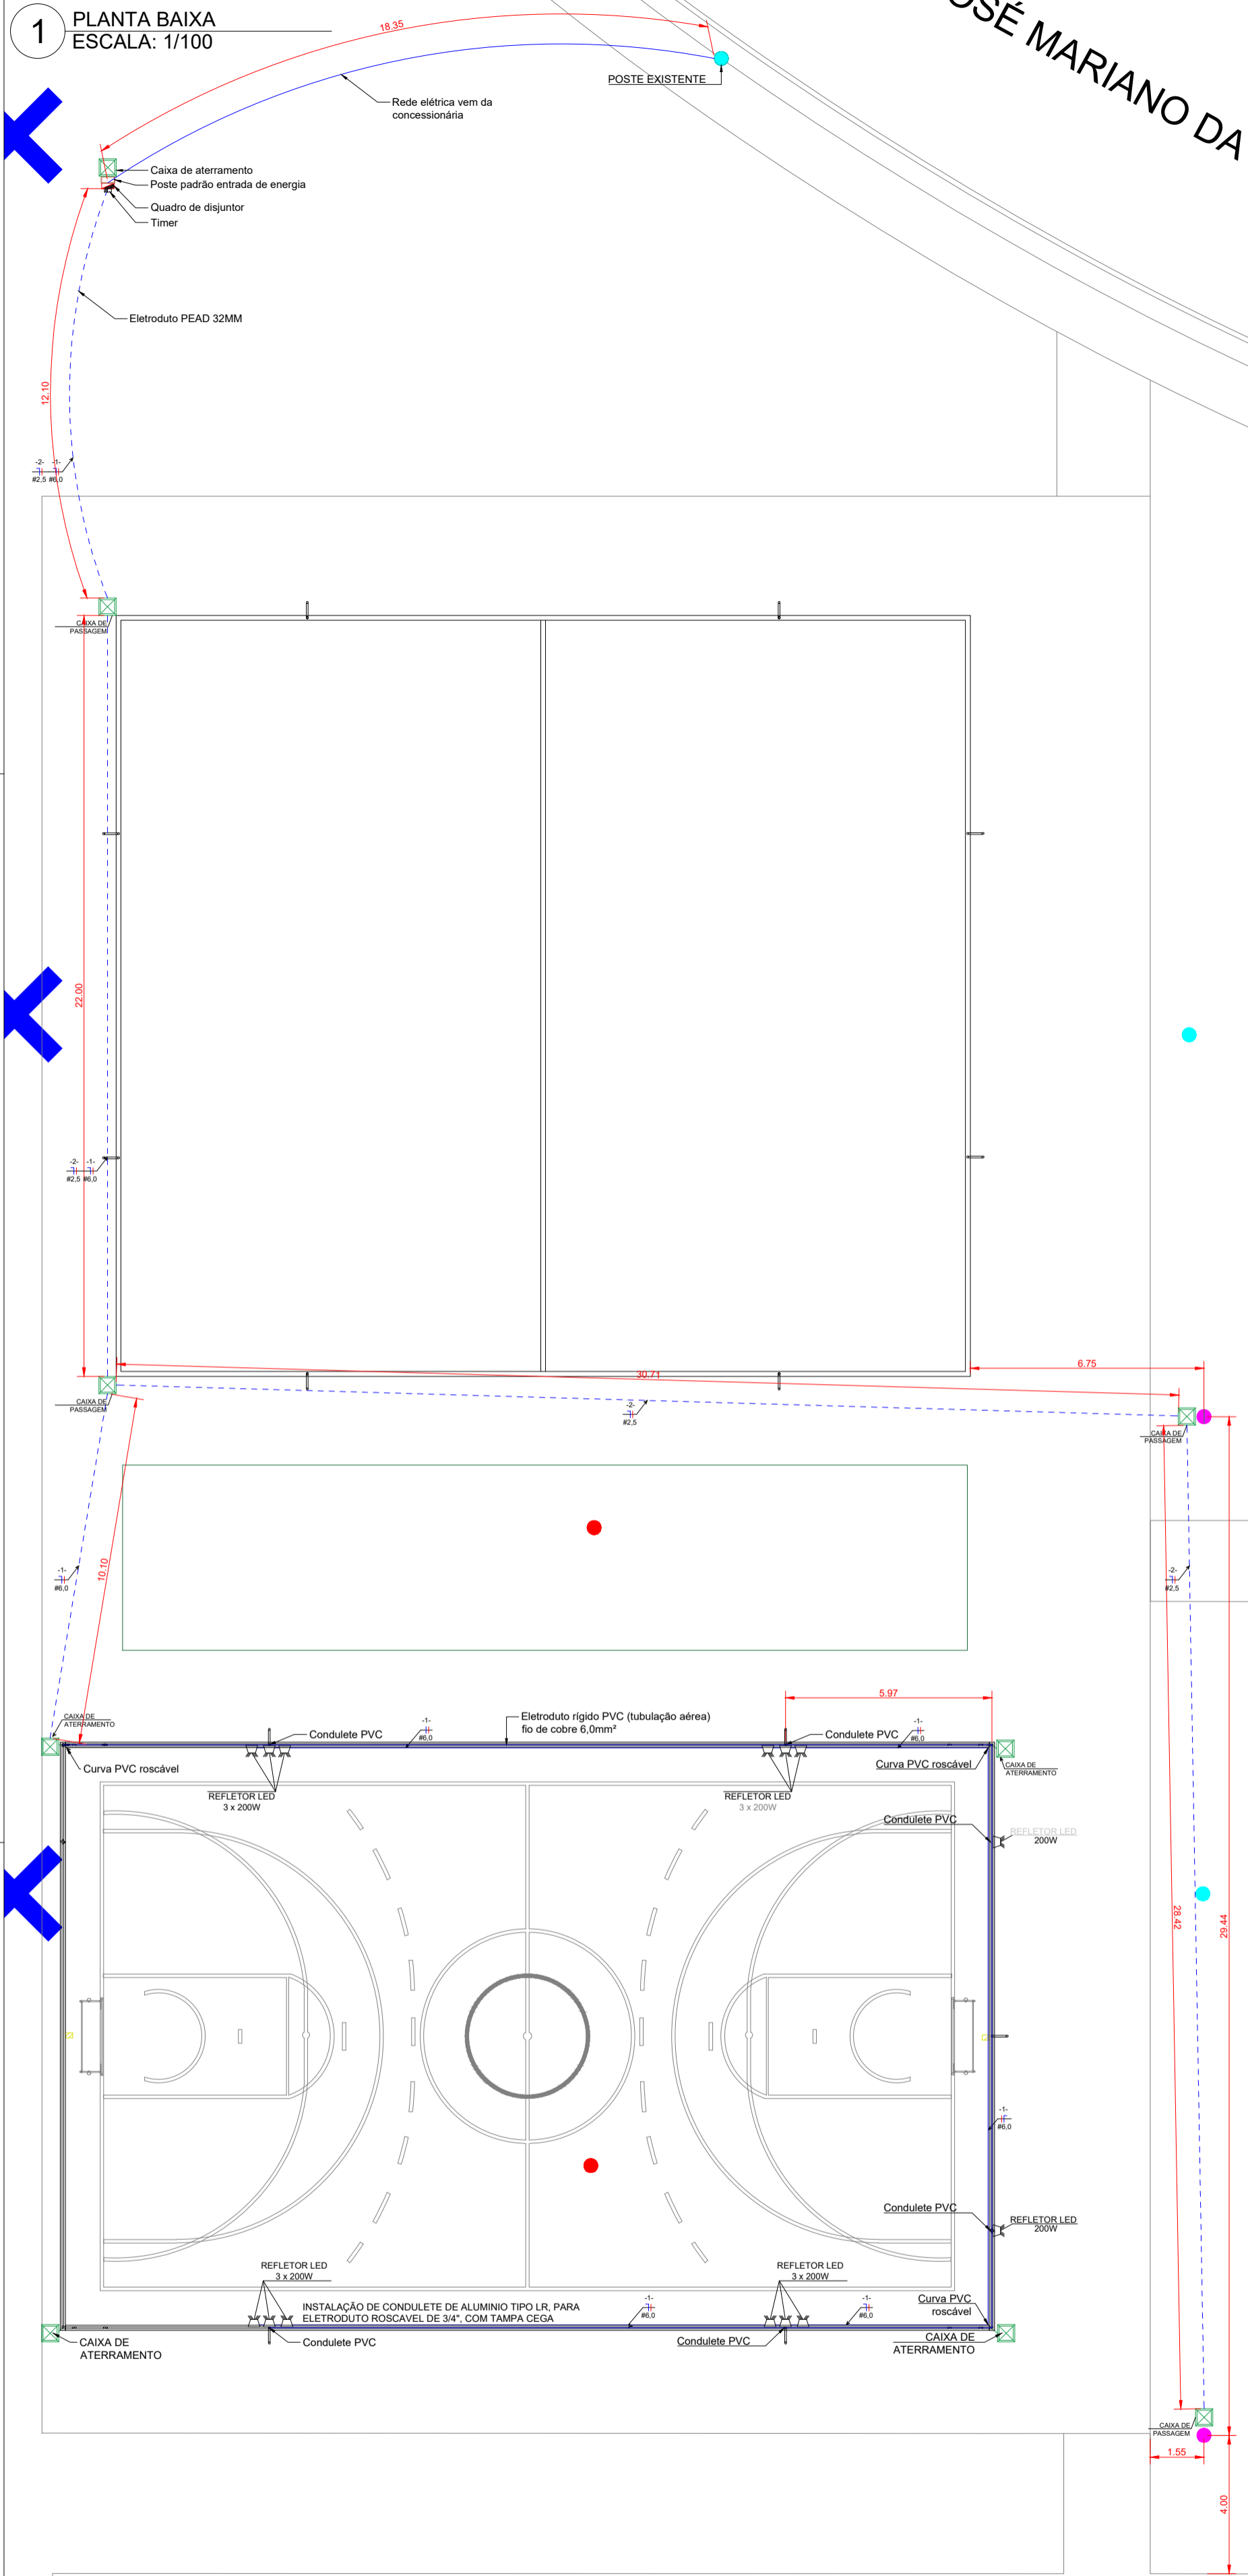 1
PLANTA BAIXA
ESCALA: 1/100
OSÉ MARIANO DA
18.35
POSTE EXISTENTE
Rede elétrica vem da
concessionária
Caixa de aterramento
Poste padrão entrada de energia
Quadro de disjuntor
Timer
Eletroduto PEAD 32MM
12.10
-2- -1-
#2,5 #6,0
CAIXA DE
PASSAGEM
22.00
-2- -1-
#2,5 #6,0
6.75
30.71
CAIXA DE
PASSAGEM
-2-
#2,5
CAIXA DE
PASSAGEM
10.10
-1-
#6,0
-2-
#2,5
5.97
CAIXA DE
ATERRAMENTO
Condulete PVC
-1-
#6,0
Eletroduto rígido PVC (tubulação aérea)
fio de cobre 6,0mm²
Condulete PVC
-1-
#6,0
Curva PVC roscável
Curva PVC roscável
CAIXA DE
ATERRAMENTO
REFLETOR LED
3 x 200W
REFLETOR LED
3 x 200W
Condulete PVC
REFLETOR LED
200W
28.42
29.44
-1-
#6,0
Condulete PVC
REFLETOR LED
200W
REFLETOR LED
3 x 200W
REFLETOR LED
3 x 200W
INSTALAÇÃO DE CONDULETE DE ALUMINIO TIPO LR, PARA
ELETRODUTO ROSCAVEL DE 3/4", COM TAMPA CEGA
-1-
#6,0
-1-
#6,0
Curva PVC
roscável
CAIXA DE
ATERRAMENTO
Condulete PVC
Condulete PVC
CAIXA DE
ATERRAMENTO
CAIXA DE
PASSAGEM
1.55
4.00